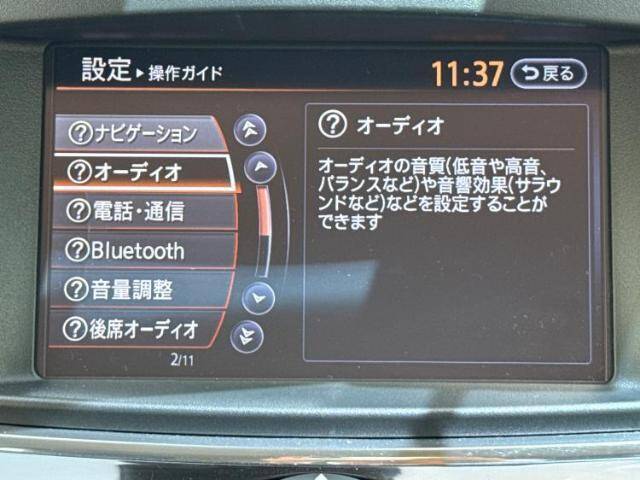 設定▶操作ガイド
11:37
戻る
?ナビゲーション
?オーディオ
?電話・通信
?Bluetooth
?音量調整
?後席オーディオ
2/11
? オーディオ
オーディオの音質(低音や高音、
バランスなど)や音響効果(サラウ
ンドなど)などを設定することが
できます